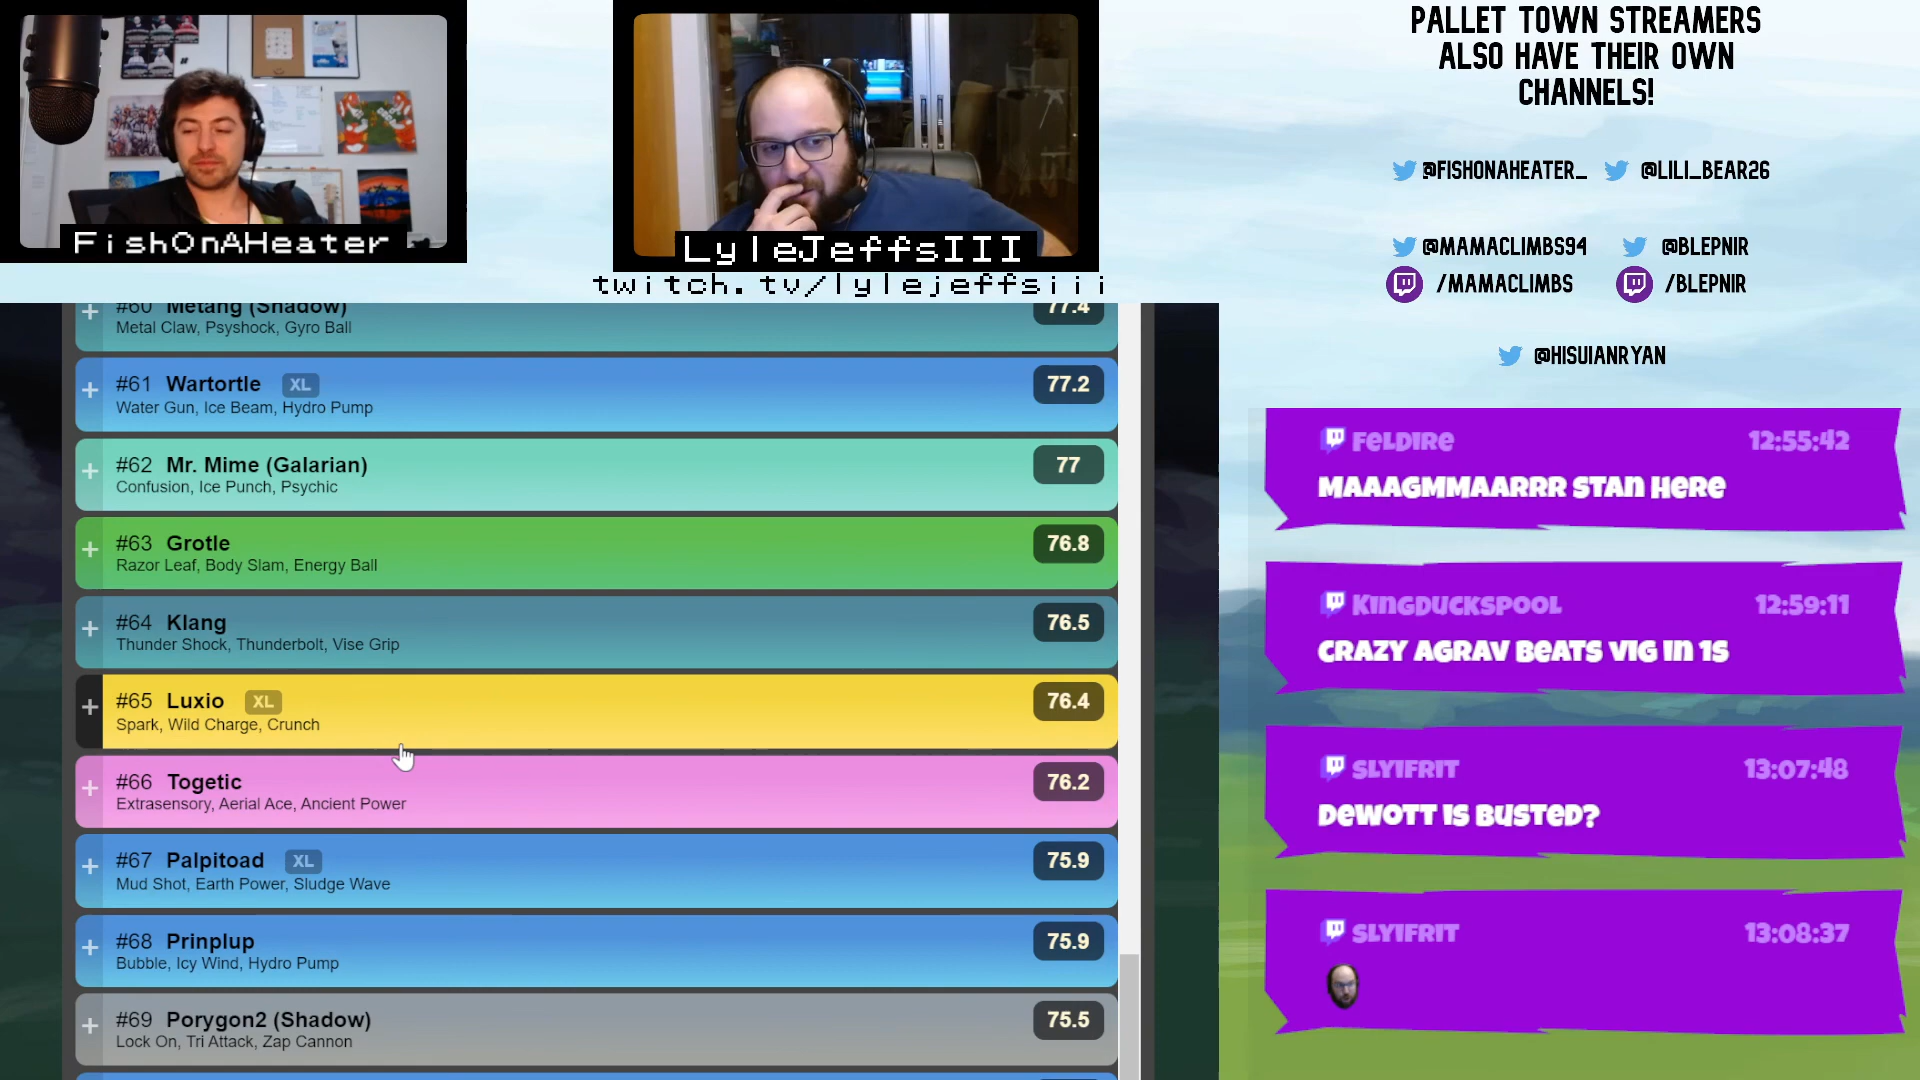 FishOnAHeater
LyleJeffsIII
twitch.tv/lylejeffsiii
PALLET TOWN STREAMERS
ALSO HAVE THEIR OWN
CHANNELS!
@FISHONAHEATER_ @LILI_BEAR26
@MAMACLIMBS94 @BLEPNIR
/MAMACLIMBS /BLEPNIR
@HISUIANRYAN
#60 Metang (Shadow) 77.4
Metal Claw, Psyshock, Gyro Ball
#61 Wartortle XL 77.2
Water Gun, Ice Beam, Hydro Pump
#62 Mr. Mime (Galarian) 77
Confusion, Ice Punch, Psychic
#63 Grotle 76.8
Razor Leaf, Body Slam, Energy Ball
#64 Klang 76.5
Thunder Shock, Thunderbolt, Vise Grip
#65 Luxio XL 76.4
Spark, Wild Charge, Crunch
#66 Togetic 76.2
Extrasensory, Aerial Ace, Ancient Power
#67 Palpitoad XL 75.9
Mud Shot, Earth Power, Sludge Wave
#68 Prinplup 75.9
Bubble, Icy Wind, Hydro Pump
#69 Porygon2 (Shadow) 75.5
Lock On, Tri Attack, Zap Cannon
Feldire 12:55:42
MAAAGMMAARRR STAN HERE
KINGDUCKSPOOL 12:59:11
CRAZY AGRAV BEATS VIG IN 1S
SLYIFRIT 13:07:48
DEWOTT IS BUSTED?
SLYIFRIT 13:08:37